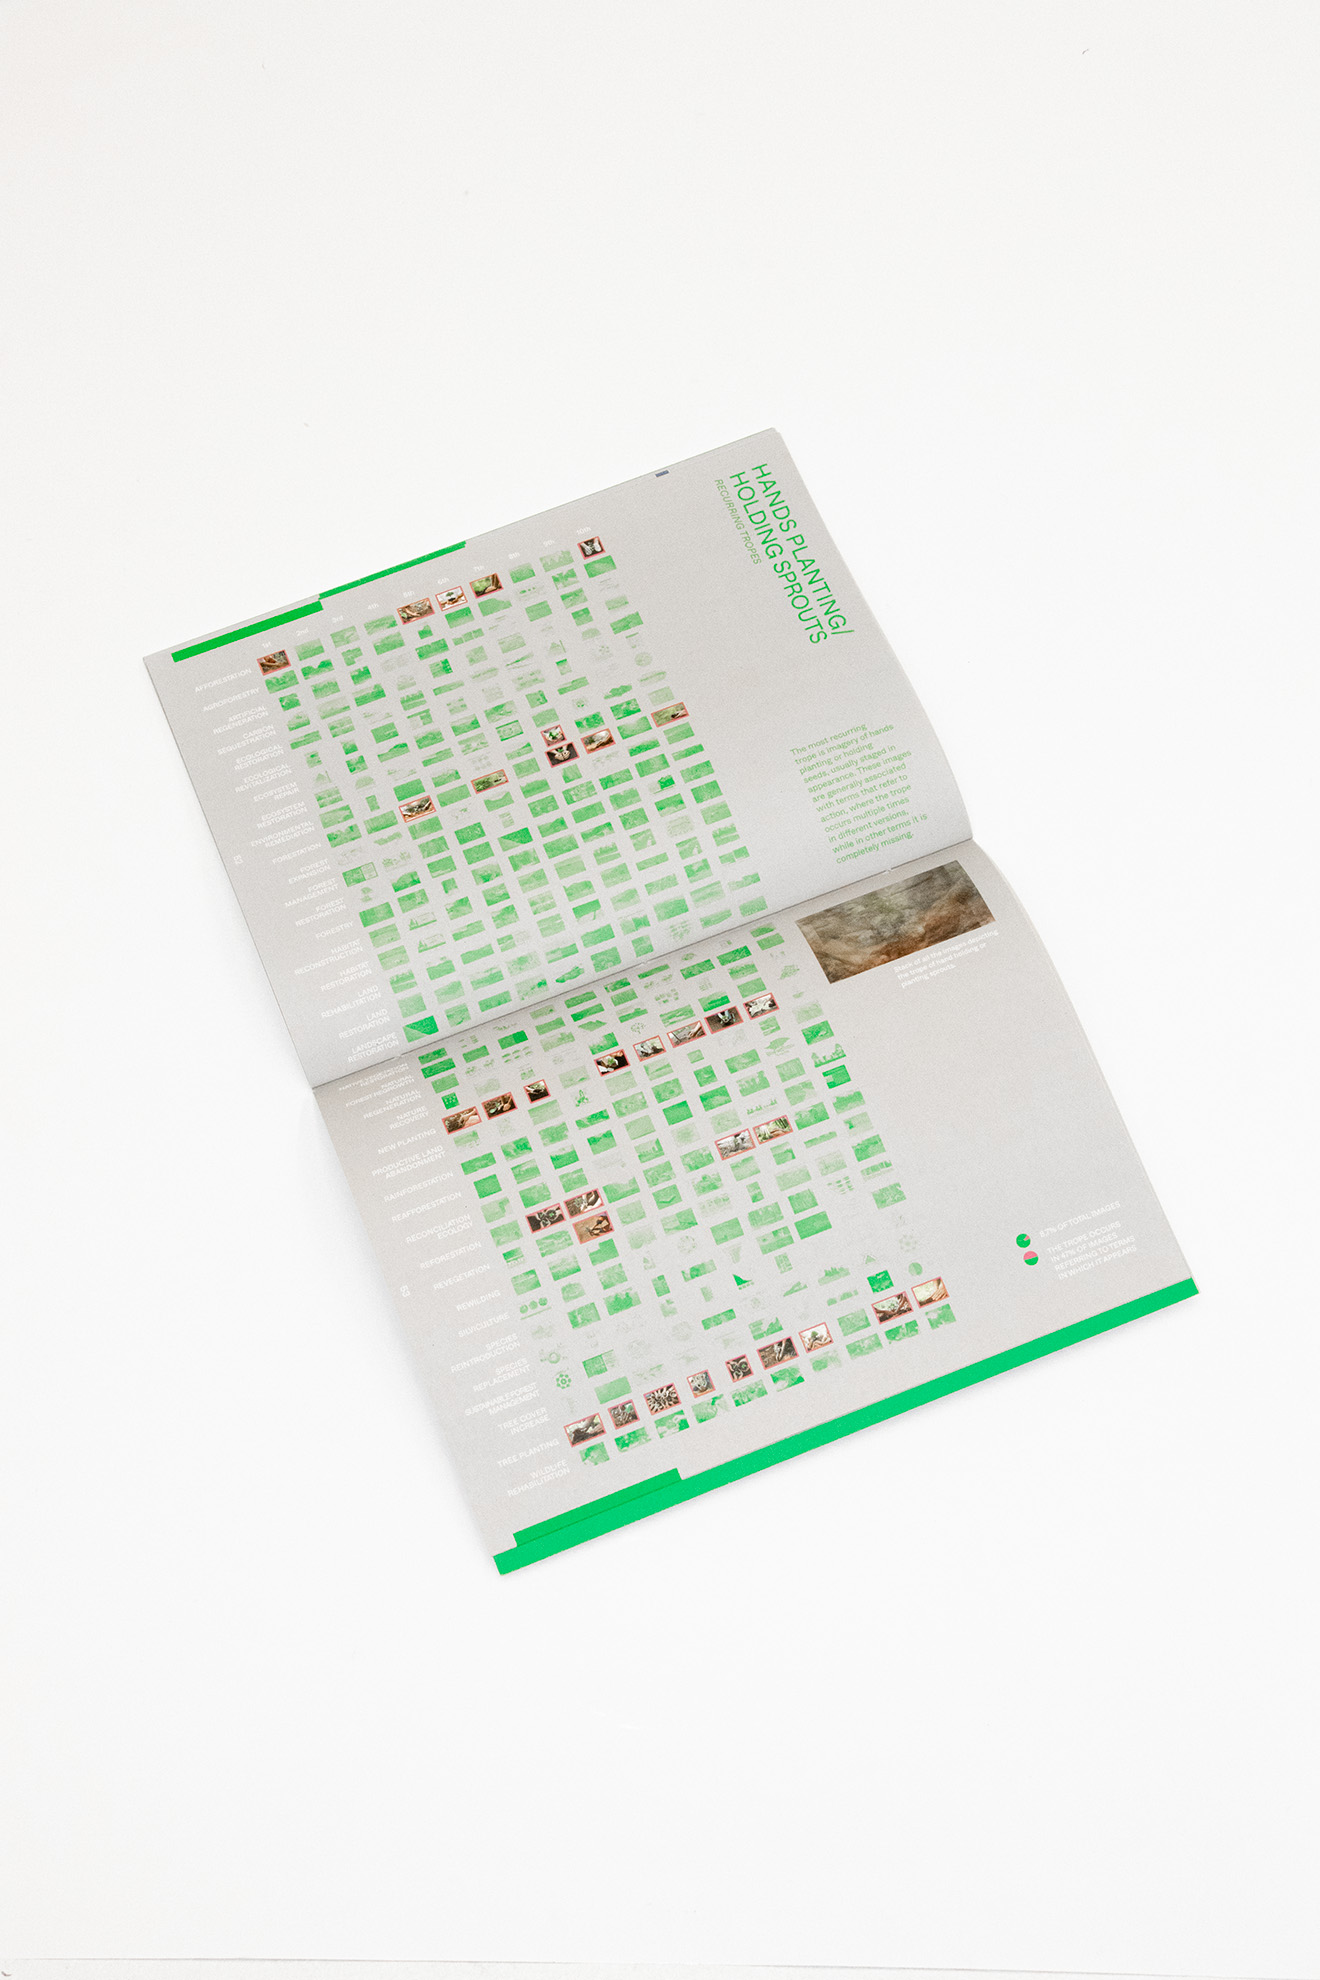 HANDS PLANTING/
HOLDING SPROUTS
RECURRING TROPES
1st
2nd
3rd
4th
5th
6th
7th
8th
9th
10th
AFFORESTATION
AGROFORESTRY
ARTIFICIAL
REGENERATION
CARBON
SEQUESTRATION
ECOLOGICAL
RESTORATION
ECOLOGICAL
REVITALIZATION
ECOSYSTEM
REPAIR
ECOSYSTEM
RESTORATION
ENVIRONMENTAL
REMEDIATION
FORESTATION
FOREST
EXPANSION
FOREST
MANAGEMENT
FOREST
RESTORATION
FORESTRY
HABITAT
RECONSTRUCTION
HABITAT
RESTORATION
LAND
REHABILITATION
LAND
RESTORATION
LANDSCAPE
RESTORATION
The most reocurring
trope is imagery of hands
planting or holding
seeds, usually staged in
appearance. These images
are generally associated
with terms that refer to
action, where the trope
occurs multiple times
in different versions,
while in other terms it is
completely missing.
Stack of all the images depicting
the trope of hand holding or
planting sprouts.
NATURAL
REGENERATION
NATURE
RECOVERY
NEW PLANTING
PRODUCTIVE LAND
ABANDONMENT
RAINFORESTATION
REAFFORESTATION
RECONCILIATION
ECOLOGY
REFORESTATION
REVEGETATION
REWILDING
SILVICULTURE
SPECIES
REINTRODUCTION
SPECIES
REPLACEMENT
SUSTAINABLE FOREST
MANAGEMENT
TREE COVER
INCREASE
TREE PLANTING
WILDLIFE
REHABILITATION
6,7% OF TOTAL IMAGES
THE TROPE OCCURS
IN 47% OF IMAGES
REFERRING TO TERMS
IN WHICH IT APPEARS